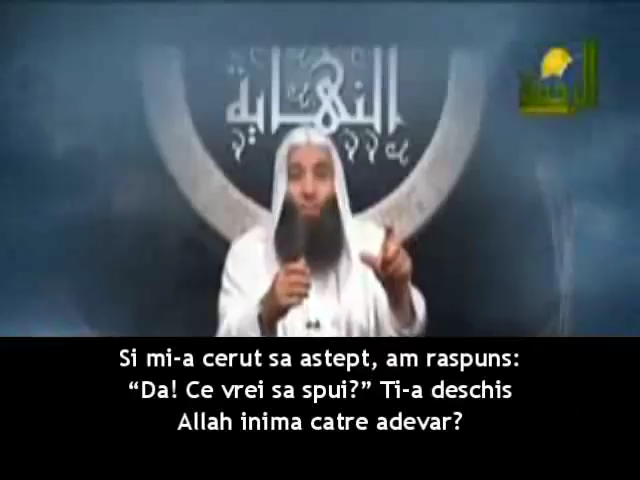 النهاية
الرحمة
Si mi-a cerut sa astept, am raspuns:
“Da! Ce vrei sa spui?” Ti-a deschis
Allah inima catre adevar?